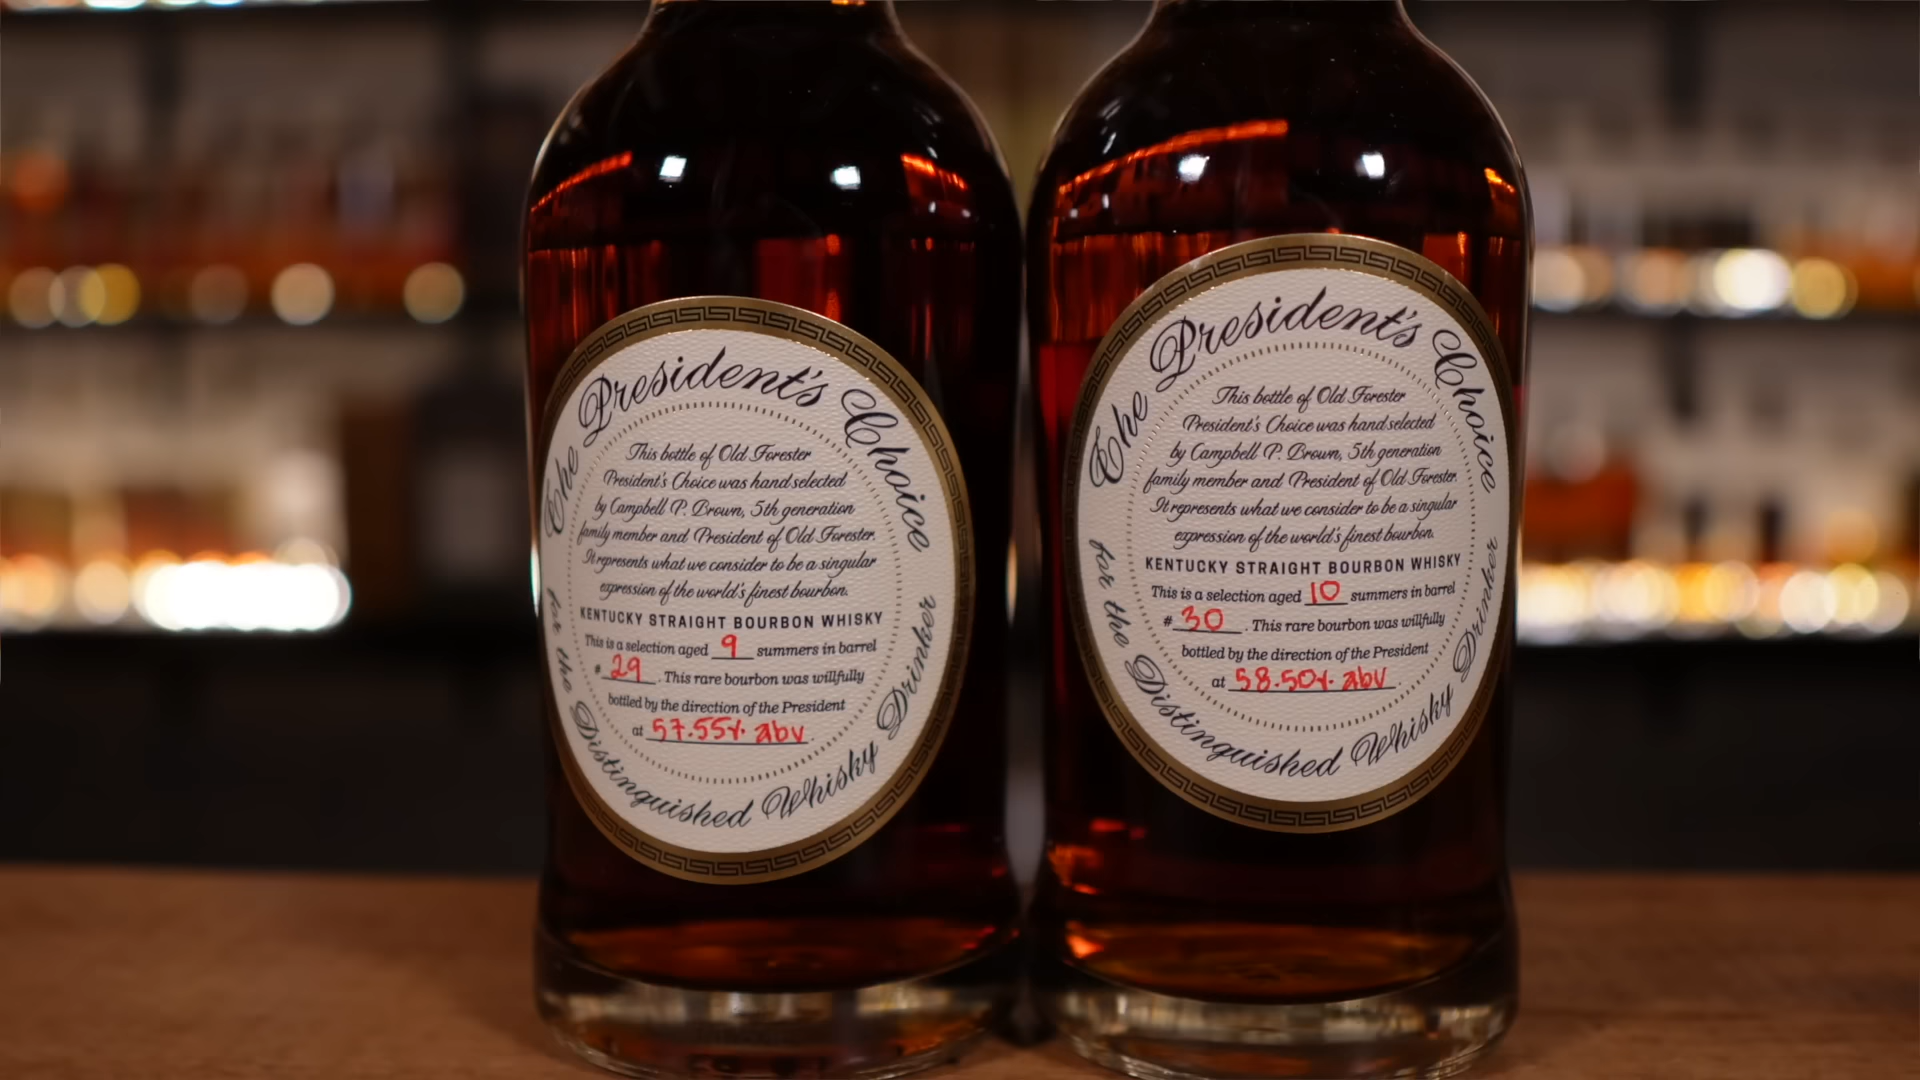 The President's Choice
This bottle of Old Forester
President's Choice was hand selected
by Campbell P. Brown, 5th generation
family member and President of Old Forester.
It represents what we consider to be a singular
expression of the world's finest bourbon.
KENTUCKY STRAIGHT BOURBON WHISKY
This is a selection aged 9 summers in barrel
# 29. This rare bourbon was willfully
bottled by the direction of the President
at 57.55% abv.
for the Distinguished Whisky Drinker
The President's Choice
This bottle of Old Forester
President's Choice was hand selected
by Campbell P. Brown, 5th generation
family member and President of Old Forester.
It represents what we consider to be a singular
expression of the world's finest bourbon.
KENTUCKY STRAIGHT BOURBON WHISKY
This is a selection aged 10 summers in barrel
# 30. This rare bourbon was willfully
bottled by the direction of the President
at 58.50% abv.
for the Distinguished Whisky Drinker